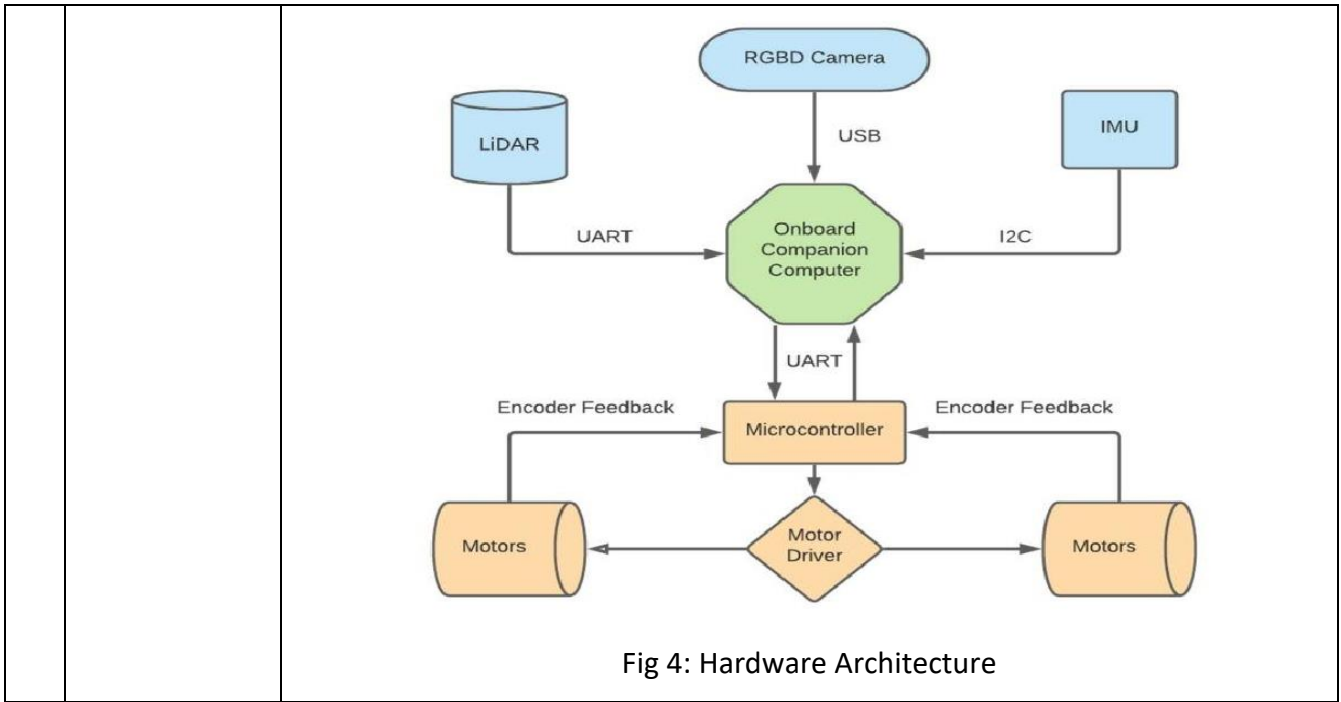 RGBD Camera
LiDAR
IMU
USB
UART
Onboard
Companion
Computer
I2C
UART
Encoder Feedback
Encoder Feedback
Microcontroller
Motors
Motor
Driver
Motors
Fig 4: Hardware Architecture